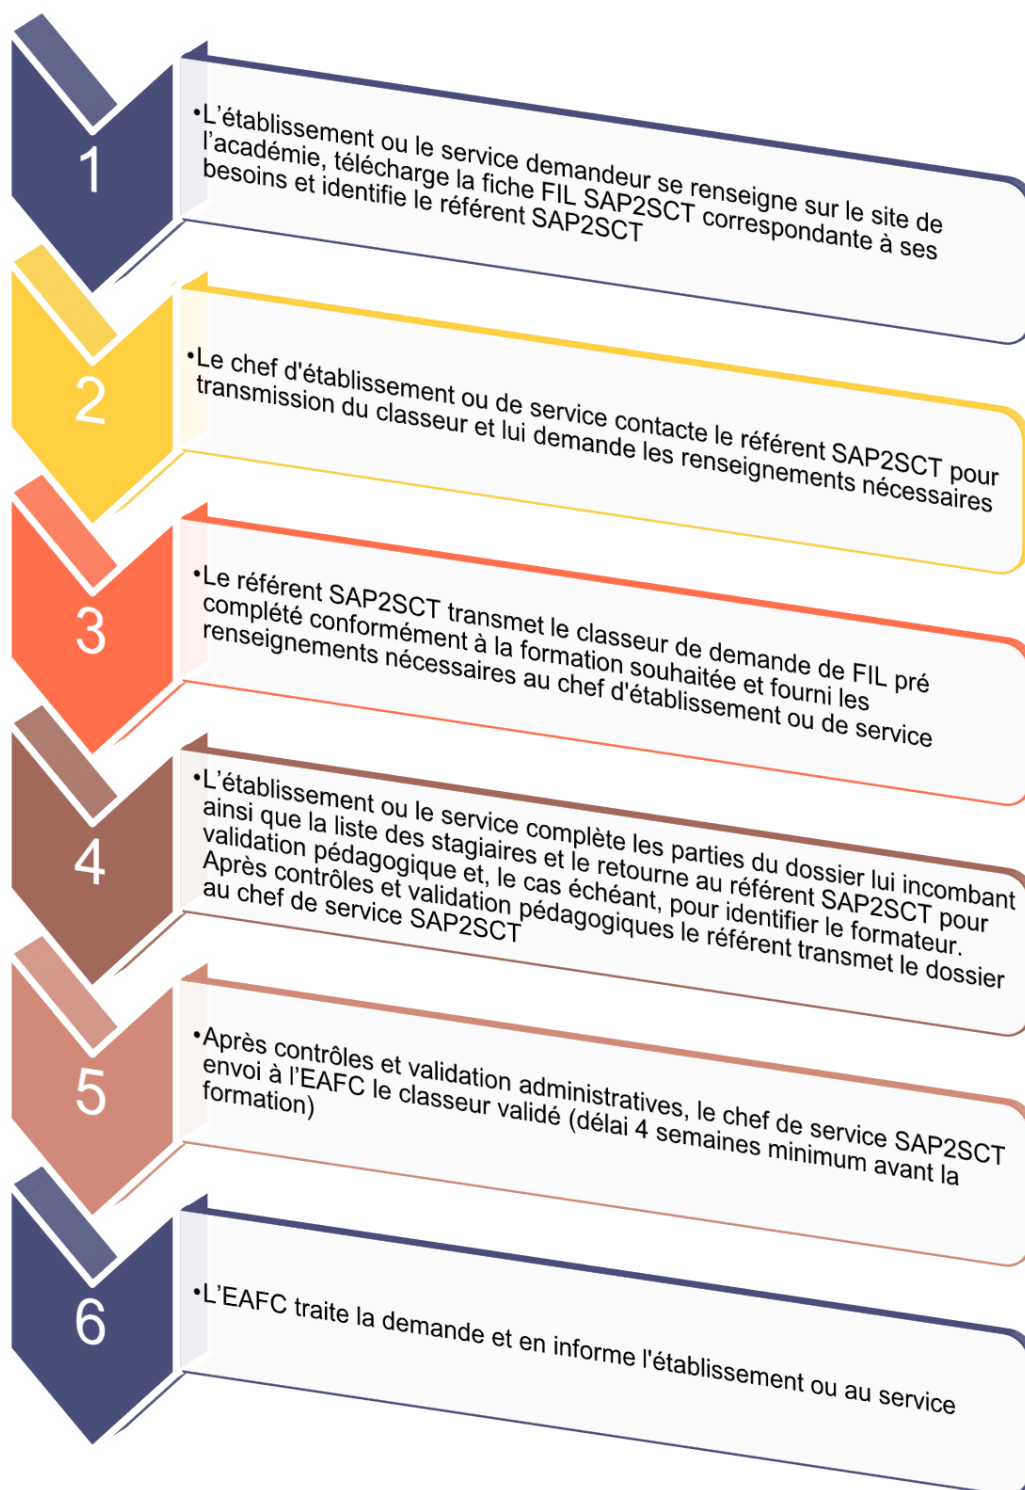 1
•L’établissement ou le service demandeur se renseigne sur le site de
l’académie, télécharge la fiche FIL SAP2SCT correspondante à ses
besoins et identifie le référent SAP2SCT
2
•Le chef d'établissement ou de service contacte le référent SAP2SCT pour
transmission du classeur et lui demande les renseignements nécessaires
3
•Le référent SAP2SCT transmet le classeur de demande de FIL pré
complété conformément à la formation souhaitée et fourni les
renseignements nécessaires au chef d'établissement ou de service
4
•L’établissement ou le service complète les parties du dossier lui incombant
ainsi que la liste des stagiaires et le retourne au référent SAP2SCT pour
validation pédagogique et, le cas échéant, pour identifier le formateur.
Après contrôles et validation pédagogiques le référent transmet le dossier
au chef de service SAP2SCT
5
•Après contrôles et validation administratives, le chef de service SAP2SCT
envoi à l’EAFC le classeur validé (délai 4 semaines minimum avant la
formation)
6
•L’EAFC traite la demande et en informe l'établissement ou au service